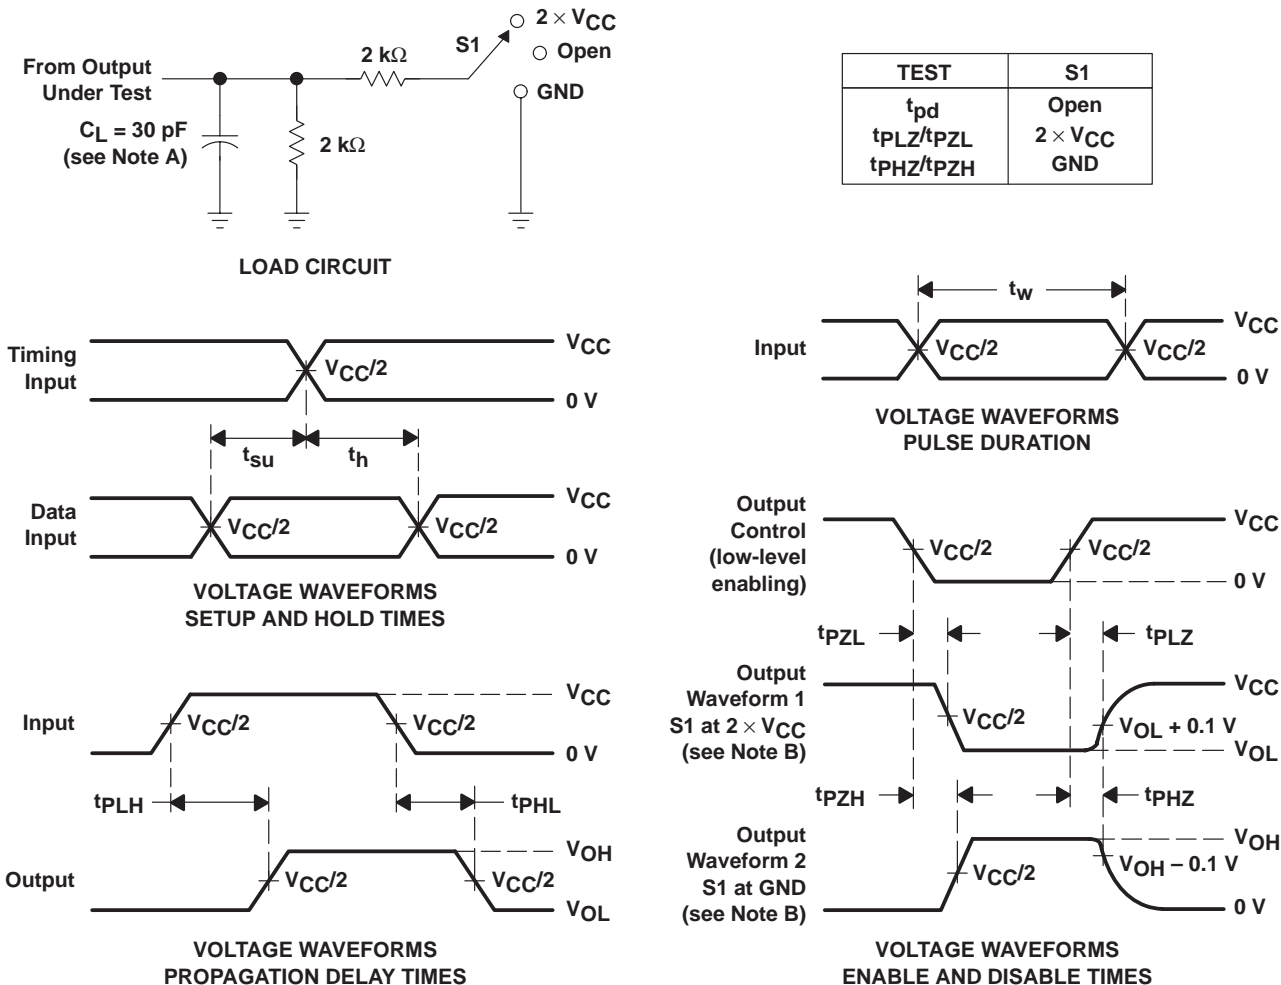 2 × VCC
S1
Open
GND
2 kΩ
From Output
Under Test
CL = 30 pF
(see Note A)
2 kΩ
LOAD CIRCUIT
TEST S1
tpd Open
tPLZ/tPZL 2 × VCC
tPHZ/tPZH GND
Timing
Input
VCC/2
VCC
0 V
tsu
th
Data
Input
VCC/2
VCC/2
VCC
0 V
VOLTAGE WAVEFORMS
SETUP AND HOLD TIMES
tw
Input
VCC/2
VCC/2
VCC
0 V
VOLTAGE WAVEFORMS
PULSE DURATION
Input
VCC/2
VCC/2
VCC
0 V
tPLH
tPHL
Output
VCC/2
VCC/2
VOH
VOL
VOLTAGE WAVEFORMS
PROPAGATION DELAY TIMES
Output
Control
(low-level
enabling)
VCC/2
VCC/2
VCC
0 V
tPZL
tPLZ
Output
Waveform 1
S1 at 2 × VCC
(see Note B)
VCC/2
VCC
VOL + 0.1 V
VOL
tPZH
tPHZ
Output
Waveform 2
S1 at GND
(see Note B)
VCC/2
VOH
VOH − 0.1 V
0 V
VOLTAGE WAVEFORMS
ENABLE AND DISABLE TIMES